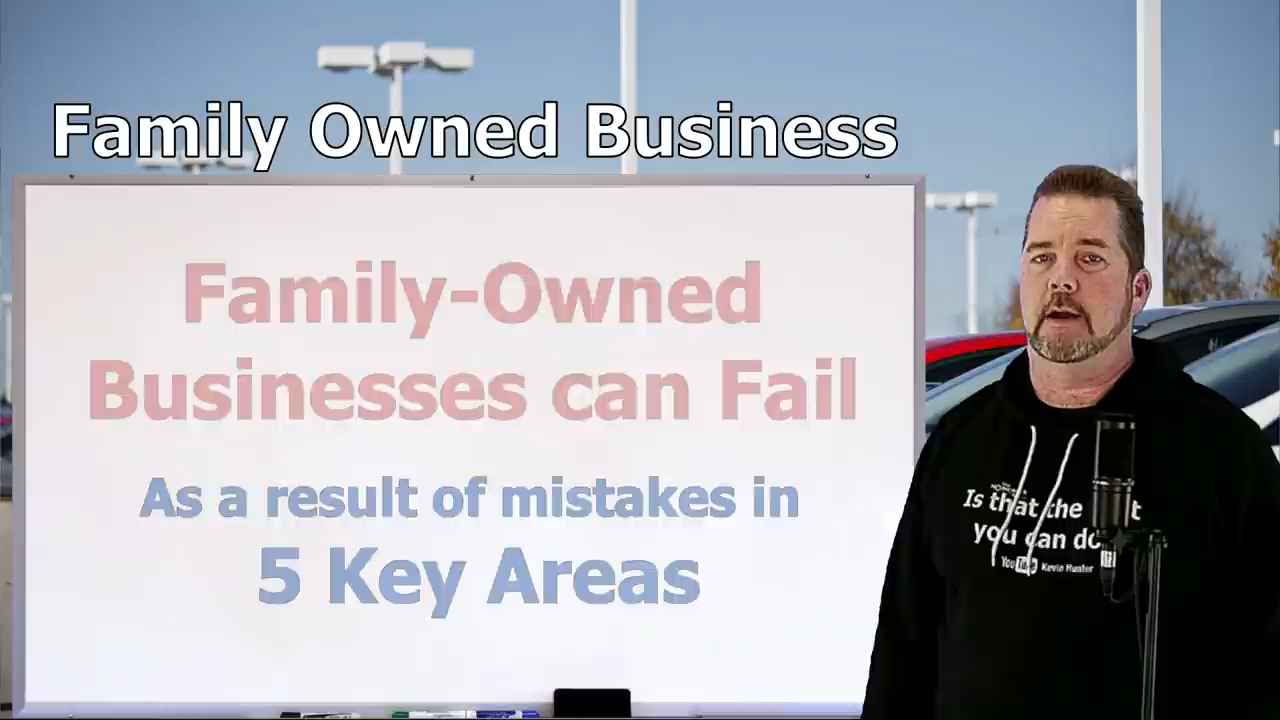 Family Owned Business
Family-Owned
Businesses can Fail
As a result of mistakes in
5 Key Areas
Is that the
you can do
YouTube Kevin Hunter